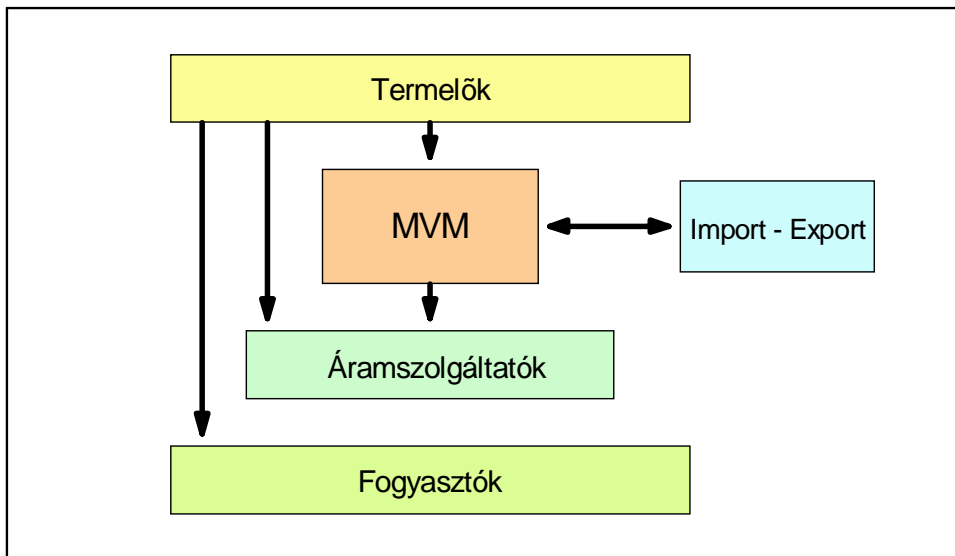 Termelõk
MVM
Import - Export
Áramszolgáltatók
Fogyasztók